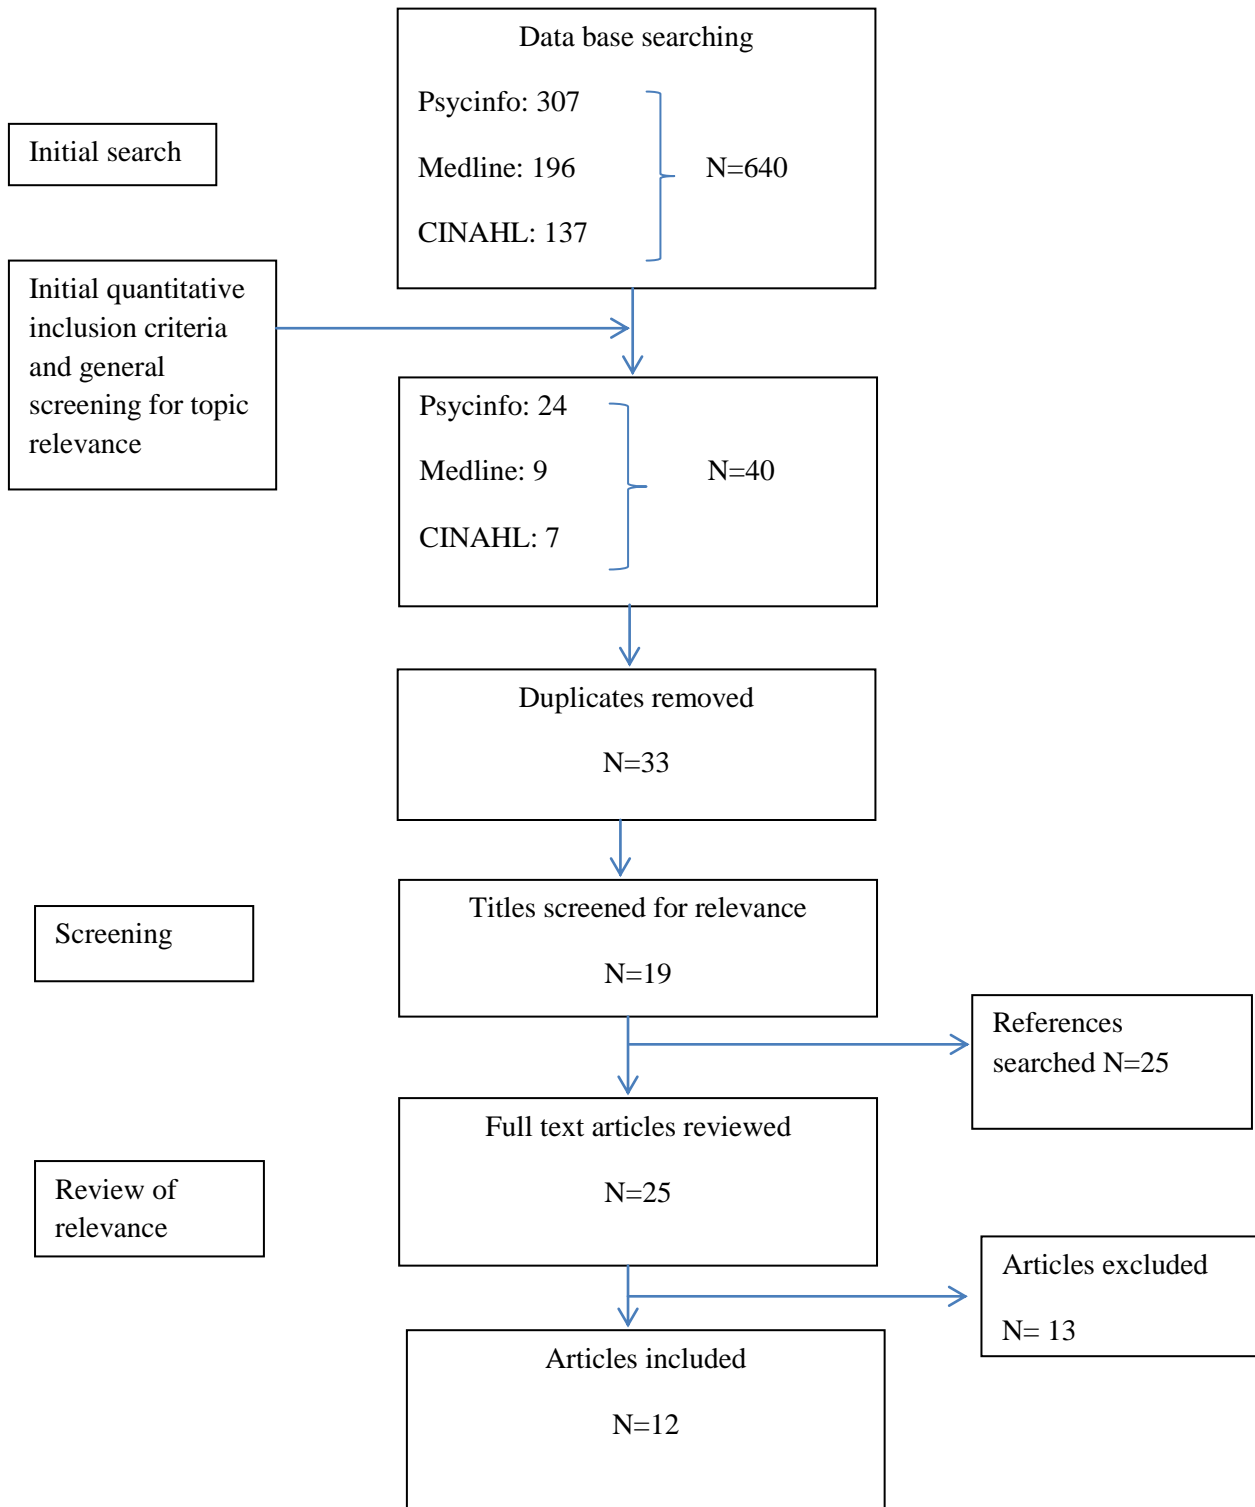 Data base searching
Psycinfo: 307
Initial search
Medline: 196
N=640
CINAHL: 137
Initial quantitative
inclusion criteria
and general
screening for topic
relevance
Psycinfo: 24
Medline: 9
N=40
CINAHL: 7
Duplicates removed
N=33
Titles screened for relevance
N=19
Screening
References
searched N=25
Full text articles reviewed
N=25
Review of
relevance
Articles excluded
N= 13
Articles included
N=12